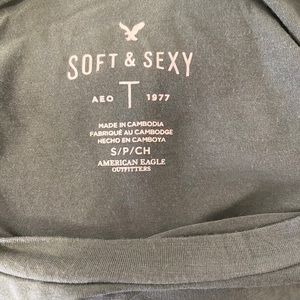 SOFT & SEXY
AEO T 1977
MADE IN CAMBODIA
FABRIQUÉ AU CAMBODGE
HECHO EN CAMBOYA
S/P/CH
AMERICAN EAGLE
OUTFITTERS